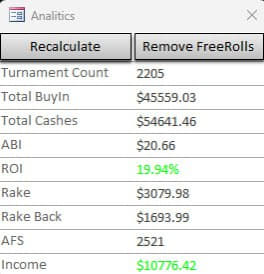 Analitics
Recalculate Remove FreeRolls
Turnament Count 2205
Total BuyIn $45559.03
Total Cashes $54641.46
ABI $20.66
ROI 19.94%
Rake $3079.98
Rake Back $1693.99
AFS 2521
Income $10776.42